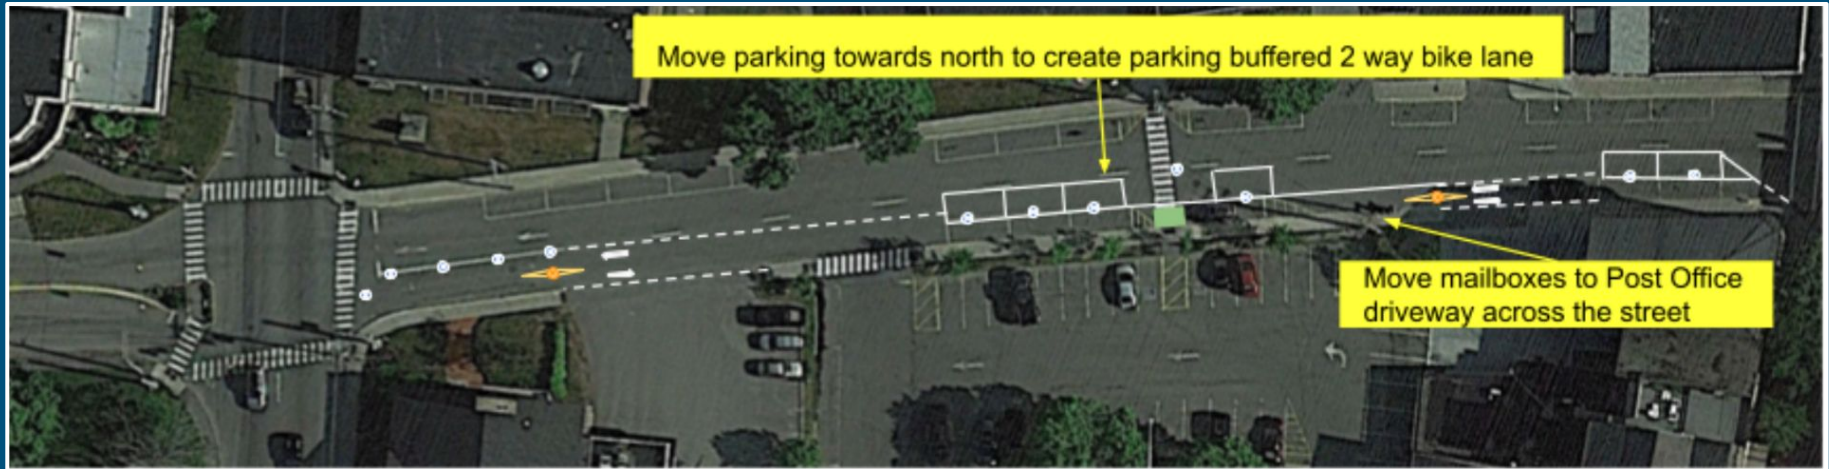 Move parking towards north to create parking buffered 2 way bike lane
Move mailboxes to Post Office
driveway across the street